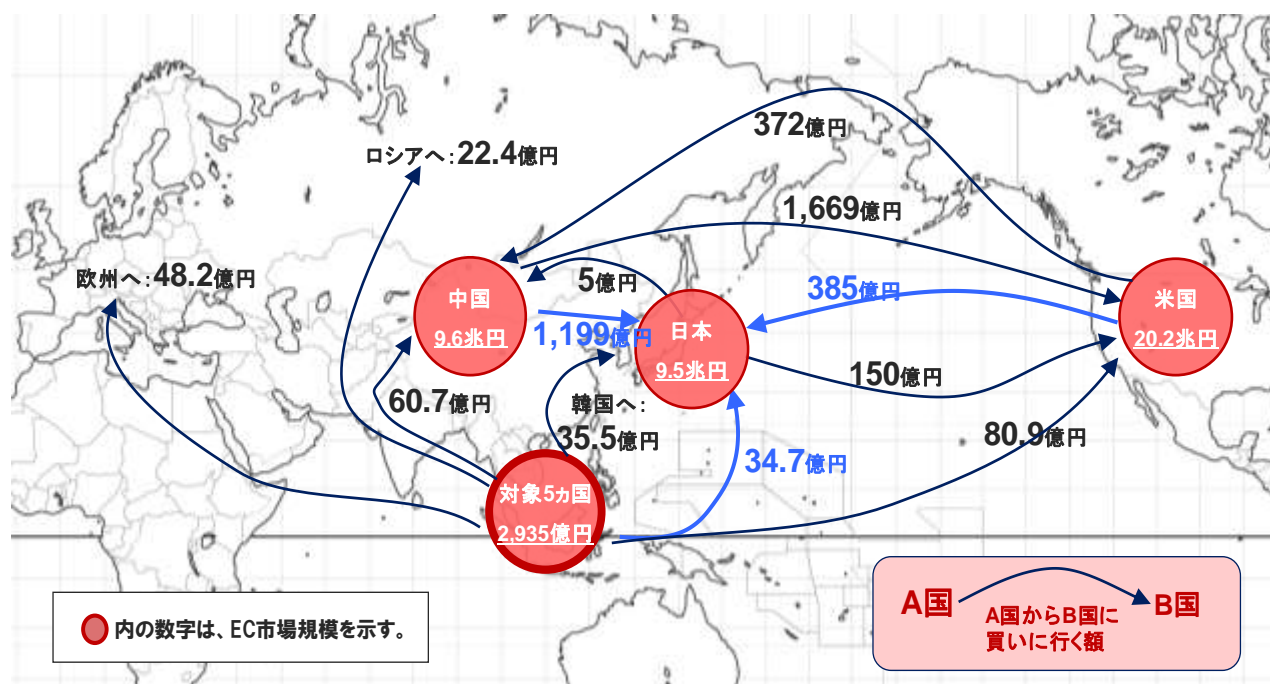 372億円
ロシアへ：22.4億円
1,669億円
欧州へ：48.2億円
5億円
385億円
中国
9.6兆円
米国
20.2兆円
1,199億円
日本
9.5兆円
150億円
60.7億円
韓国へ：
35.5億円
80.9億円
34.7億円
対象5ヵ国
2,935億円
内の数字は、EC市場規模を示す。
A国
B国
A国からB国に
買いに行く額